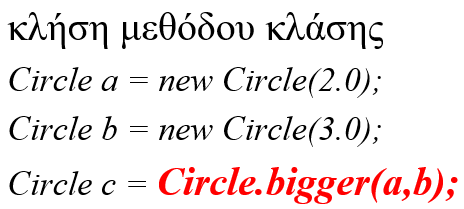 κλήση μεθόδου κλάσης
Circle a = new Circle(2.0);
Circle b = new Circle(3.0);
Circle c = Circle.bigger(a,b);